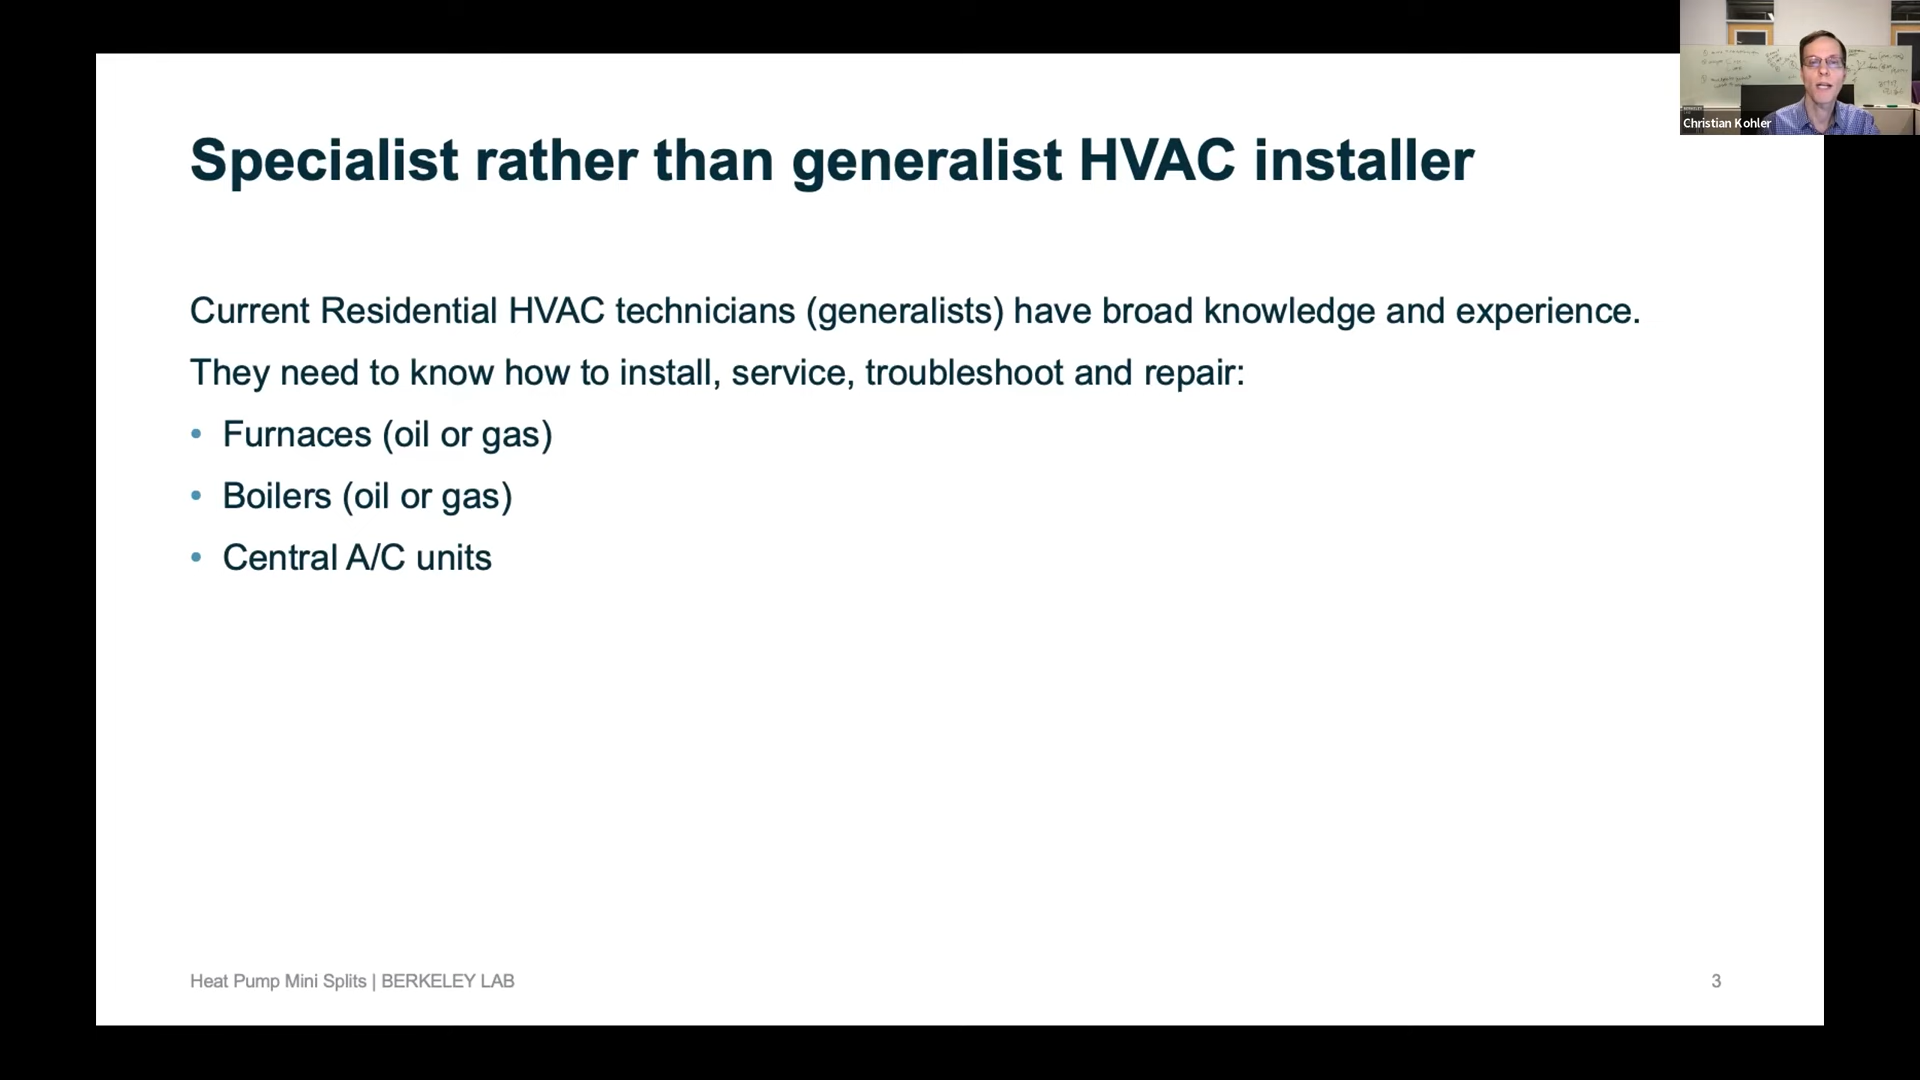 Specialist rather than generalist HVAC installer
Current Residential HVAC technicians (generalists) have broad knowledge and experience.
They need to know how to install, service, troubleshoot and repair:
• Furnaces (oil or gas)
• Boilers (oil or gas)
• Central A/C units
Heat Pump Mini Splits | BERKELEY LAB
3
Christian Kohler